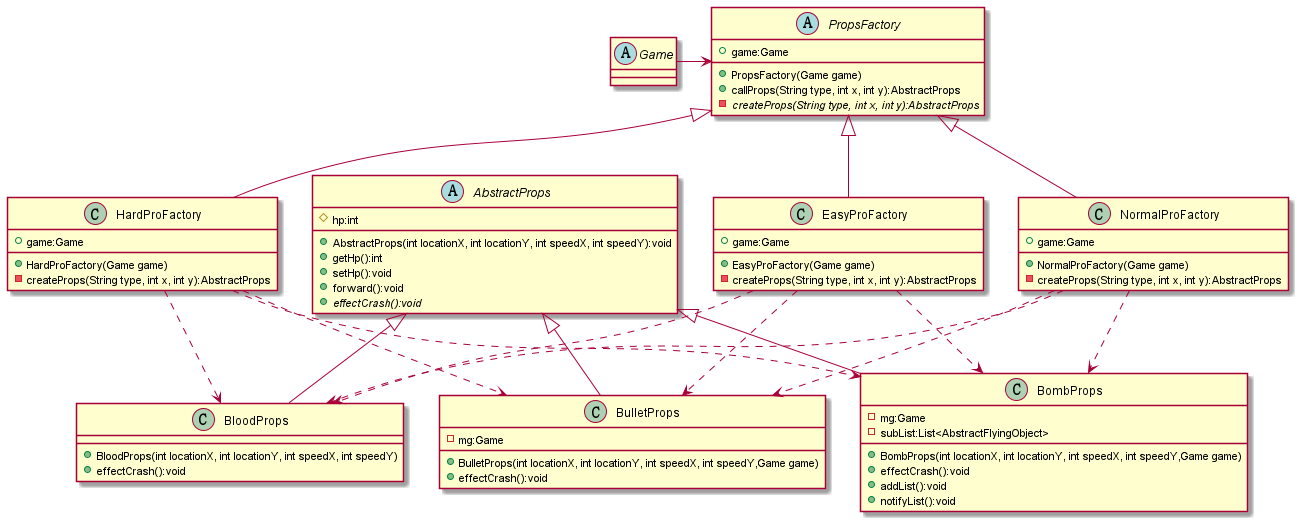 A PropsFactory
game:Game
PropsFactory(Game game)
callProps(String type, int x, int y):AbstractProps
createProps(String type, int x, int y):AbstractProps
A Game
C HardProFactory
game:Game
HardProFactory(Game game)
createProps(String type, int x, int y):AbstractProps
A AbstractProps
hp:int
AbstractProps(int locationX, int locationY, int speedX, int speedY):void
getHp():int
setHp():void
forward():void
effectCrash():void
C EasyProFactory
game:Game
EasyProFactory(Game game)
createProps(String type, int x, int y):AbstractProps
C NormalProFactory
game:Game
NormalProFactory(Game game)
createProps(String type, int x, int y):AbstractProps
C BloodProps
BloodProps(int locationX, int locationY, int speedX, int speedY)
effectCrash():void
C BulletProps
mg:Game
BulletProps(int locationX, int locationY, int speedX, int speedY,Game game)
effectCrash():void
C BombProps
mg:Game
subList:List<AbstractFlyingObject>
BombProps(int locationX, int locationY, int speedX, int speedY,Game game)
effectCrash():void
addList():void
notifyList():void